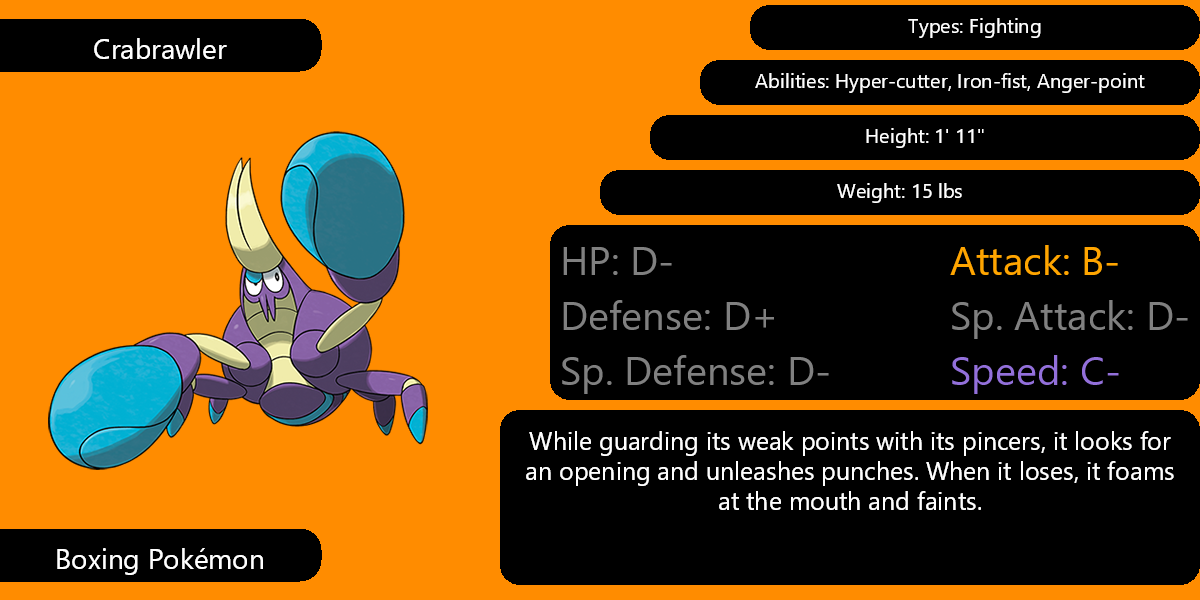 Crabrawler
Types: Fighting
Abilities: Hyper-cutter, Iron-fist, Anger-point
Height: 1' 11"
Weight: 15 lbs
HP: D-
Attack: B-
Defense: D+
Sp. Attack: D-
Sp. Defense: D-
Speed: C-
While guarding its weak points with its pincers, it looks for
an opening and unleashes punches. When it loses, it foams
at the mouth and faints.
Boxing Pokémon